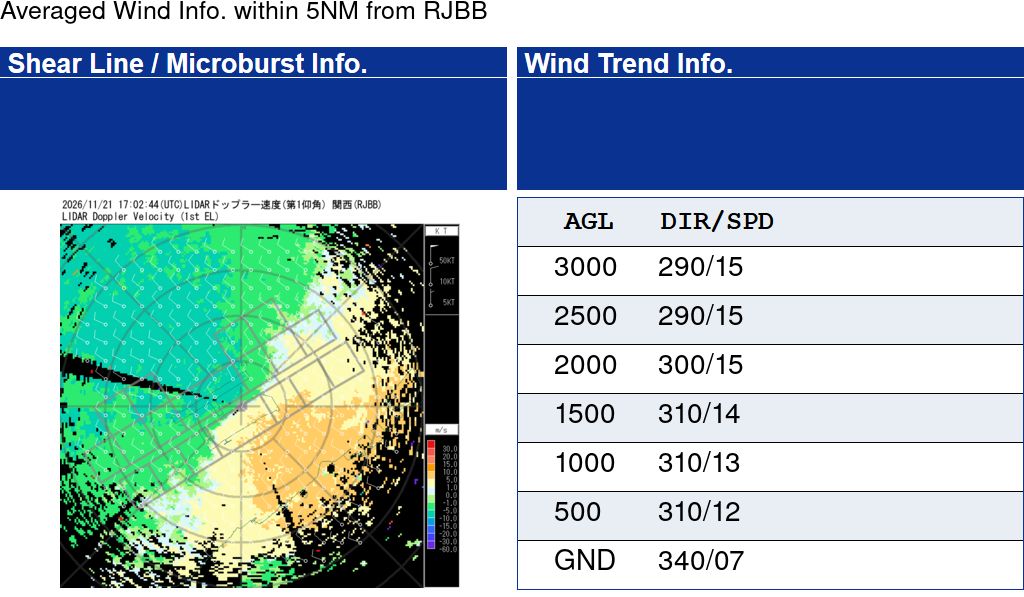 Averaged Wind Info. within 5NM from RJBB
Shear Line / Microburst Info.
Wind Trend Info.
2026/11/21 17:02:44(UTC)LIDARドップラー速度(第1仰角) 関西(RJBB)
LIDAR Doppler Velocity (1st EL)
KT
50KT
10KT
5KT
m/s
30.0
20.0
15.0
10.0
5.0
1.0
0.0
-1.0
-5.0
-10.0
-15.0
-20.0
-30.0
-60.0
AGL DIR/SPD
3000 290/15
2500 290/15
2000 300/15
1500 310/14
1000 310/13
500 310/12
GND 340/07